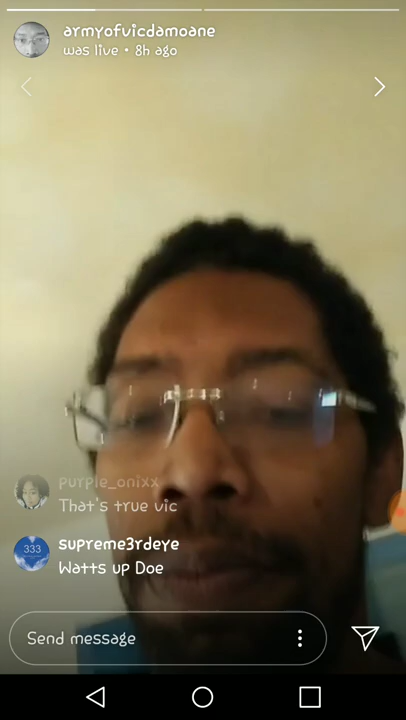 armyofvicdamoane
was live • 8h ago
purple_onixx
That's true vic
333
supreme3rdeye
Watts up Doe
Send message